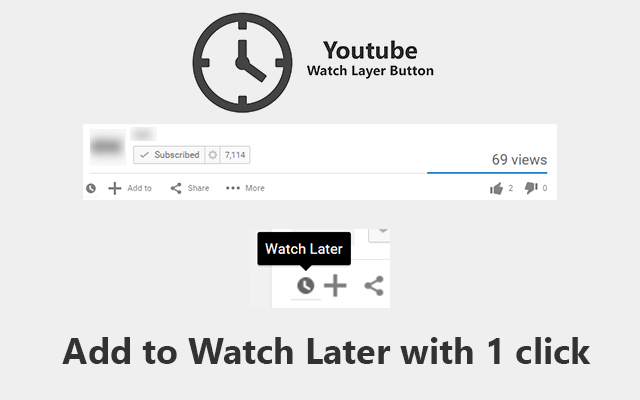 Youtube
Watch Layer Button
Subscribed 7,114
69 views
Add to Share More 2 0
Watch Later
Add to Watch Later with 1 click